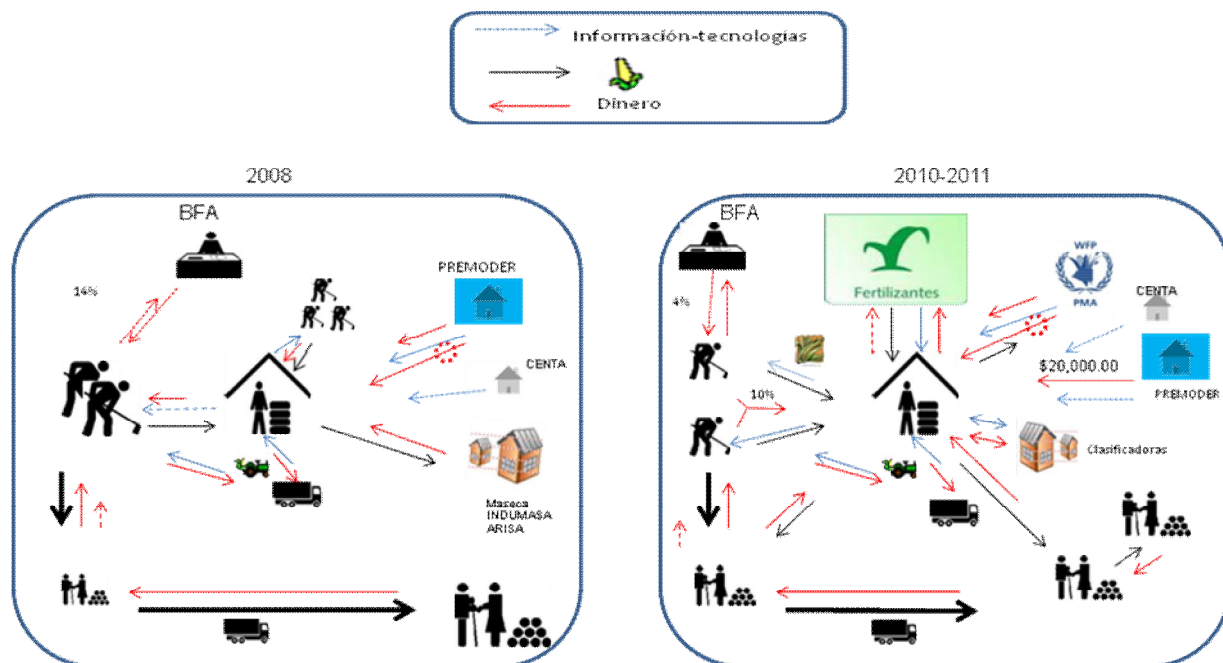 Información-tecnologías
Dinero
2008
BFA
14%
PREMODER
CENTA
Maseca
INDUMASA
ARISA
2010-2011
BFA
4%
Fertilizantes
WFP
PMA
CENTA
$20,000.00
PREMODER
10%
Clasificadoras